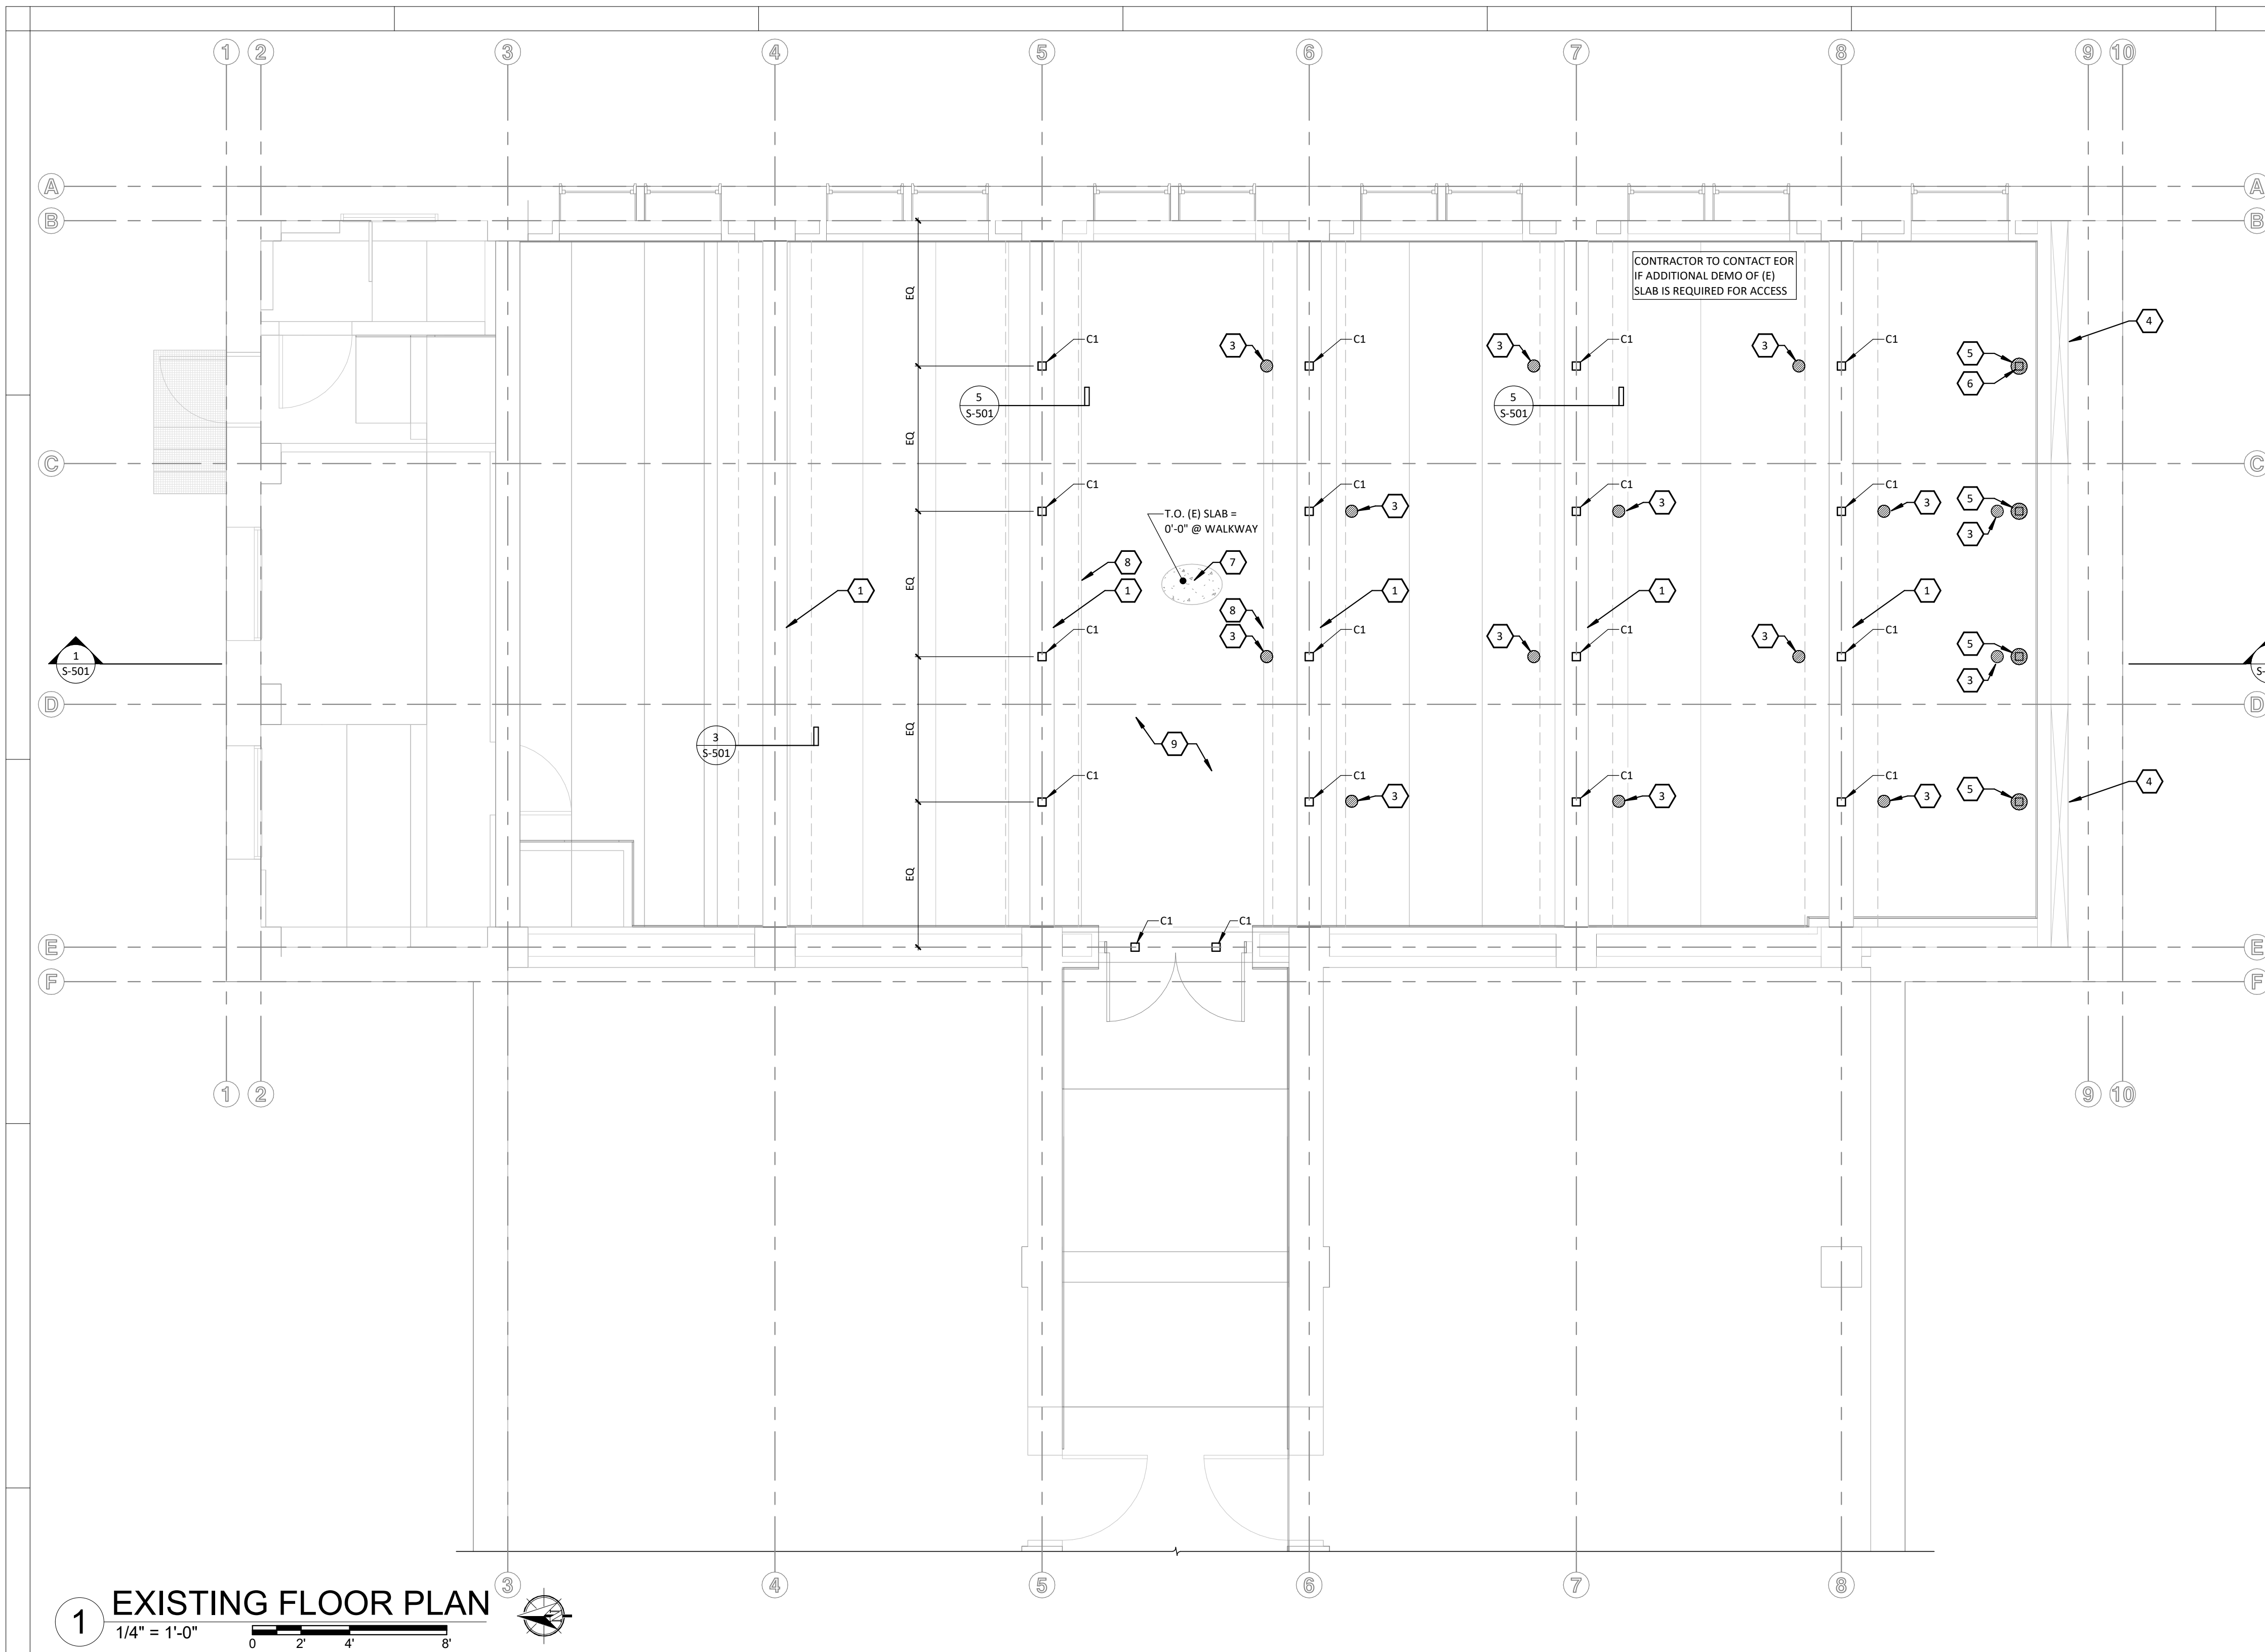 1 2 3 4 5 6 7 8 9 10
A A
B B
CONTRACTOR TO CONTACT EOR
IF ADDITIONAL DEMO OF (E)
SLAB IS REQUIRED FOR ACCESS
EQ
4
C1 3 C1 3 C1 3 C1
5
6
5
S-501
5
S-501
EQ
C C
C1 C1 3 C1 3 C1 3 5
3
T.O. (E) SLAB =
0'-0" @ WALKWAY
8 7
EQ
1 1 1 1 1
8
C1 3 C1 3 C1 3 C1 5
3
1
S-501
S-
D D
EQ
3
S-501
9
C1 C1 3 C1 3 C1 3 5 4
EQ
C1 C1
E E
F F
1 2 9 10
3 4 5 6 7 8
1 EXISTING FLOOR PLAN
1/4" = 1'-0"
0 2' 4' 8'